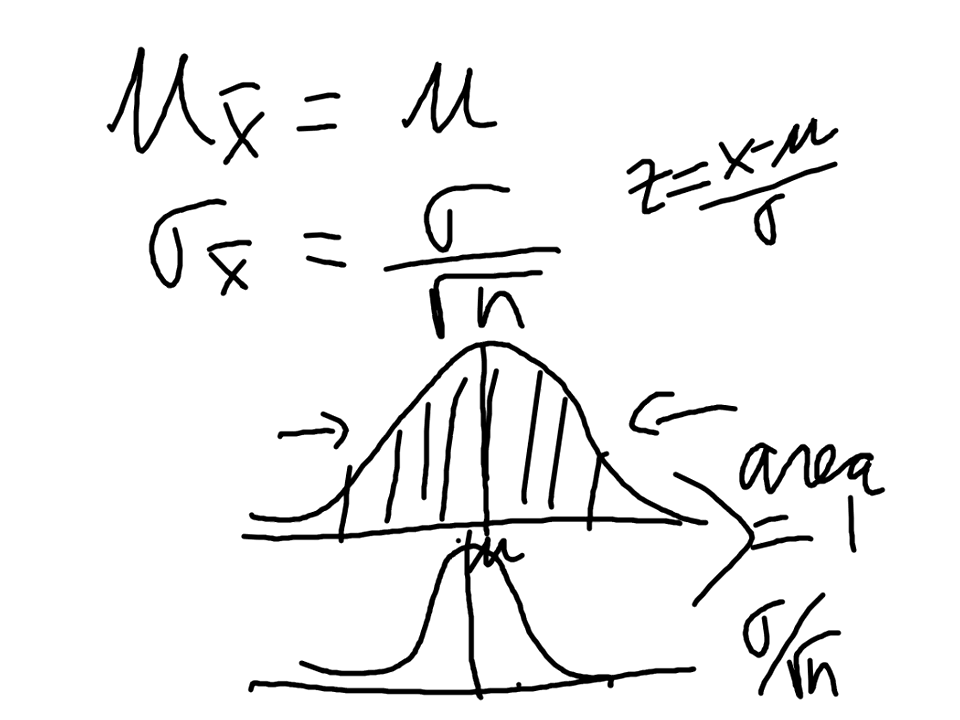 μx̄ = μ
z = x-μ/σ
σx̄ = σ/√n
μ
area
= 1
σ/√n